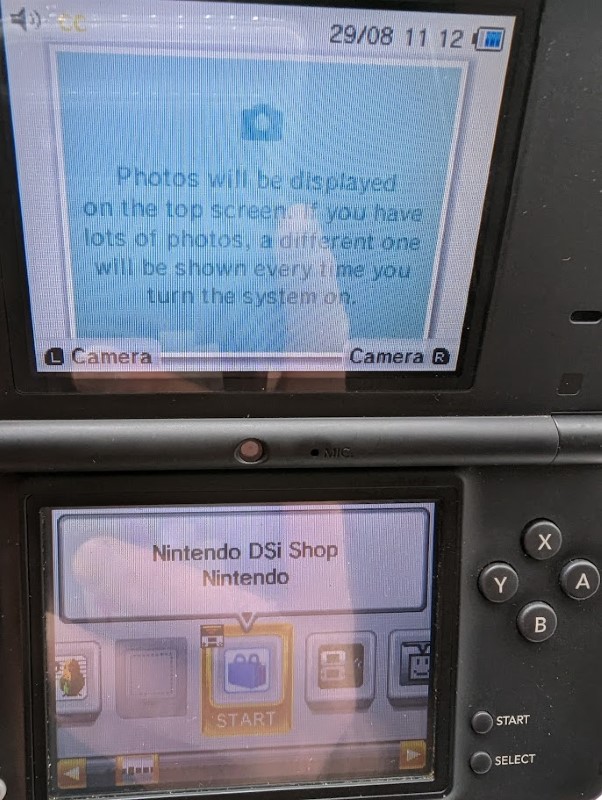 CC 29/08 11 12
Photos will be displayed
on the top screen. If you have
lots of photos, a different one
will be shown every time you
turn the system on.
L Camera Camera R
MIC.
Nintendo DSi Shop
Nintendo
START
X
Y A
B
START
SELECT